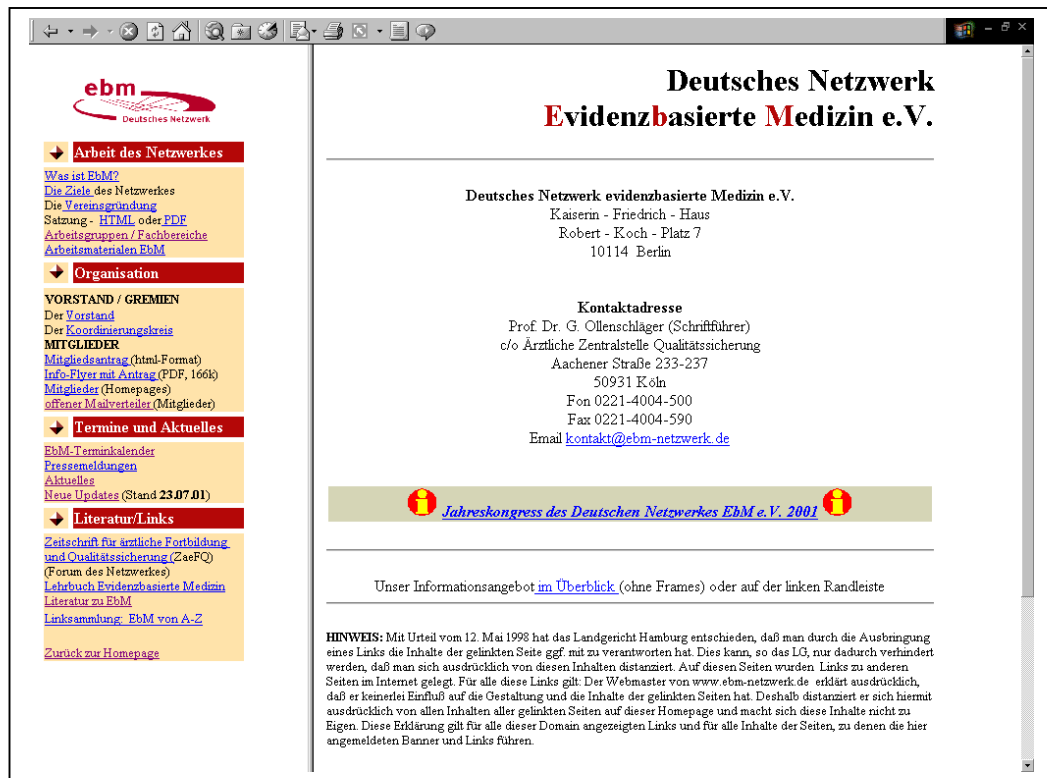 ebm
Deutsches Netzwerk
Arbeit des Netzwerkes
Was ist EbM?
Die Ziele des Netzwerkes
Die Vereinsgründung
Satzung - HTML oder PDF
Arbeitsgruppen / Fachbereiche
Arbeitsmaterialen EbM
Organisation
VORSTAND / GREMIEN
Der Vorstand
Der Koordinierungskreis
MITGLIEDER
Mitgliedsantrag (html-Format)
Info-Flyer mit Antrag (PDF, 166k)
Mitglieder (Homepages)
offener Mailverteiler (Mitglieder)
Termine und Aktuelles
EbM-Terminkalender
Pressemeldungen
Aktuelles
Neue Updates (Stand 23.07.01)
Literatur/Links
Zeitschrift für ärztliche Fortbildung
und Qualitätssicherung (ZaeFQ)
(Forum des Netzwerkes)
Lehrbuch Evidenzbasierte Medizin
Literatur zu EbM
Linksammlung: EbM von A-Z
Zurück zur Homepage
Deutsches Netzwerk
Evidenzbasierte Medizin e.V.
Deutsches Netzwerk evidenzbasierte Medizin e.V.
Kaiserin - Friedrich - Haus
Robert - Koch - Platz 7
10114 Berlin
Kontaktadresse
Prof. Dr. G. Ollenschläger (Schriftführer)
c/o Ärztliche Zentralstelle Qualitätssicherung
Aachener Straße 233-237
50931 Köln
Fon 0221-4004-500
Fax 0221-4004-590
Email kontakt@ebm-netzwerk.de
Jahreskongress des Deutschen Netzwerkes EbM e.V. 2001
Unser Informationsangebot im Überblick (ohne Frames) oder auf der linken Randleiste
HINWEIS: Mit Urteil vom 12. Mai 1998 hat das Landgericht Hamburg entschieden, daß man durch die Ausbringung
eines Links die Inhalte der gelinkten Seite ggf. mit zu verantworten hat. Dies kann, so das LG, nur dadurch verhindert
werden, daß man sich ausdrücklich von diesen Inhalten distanziert. Auf diesen Seiten wurden Links zu anderen
Seiten im Internet gelegt. Für alle diese Links gilt: Der Webmaster von www.ebm-netzwerk.de erklärt ausdrücklich,
daß er keinerlei Einfluß auf die Gestaltung und die Inhalte der gelinkten Seiten hat. Deshalb distanziert er sich hiermit
ausdrücklich von allen Inhalten aller gelinkten Seiten auf dieser Homepage und macht sich diese Inhalte nicht zu
Eigen. Diese Erklärung gilt für alle dieser Domain angezeigten Links und für alle Inhalte der Seiten, zu denen die hier
angemeldeten Banner und Links führen.